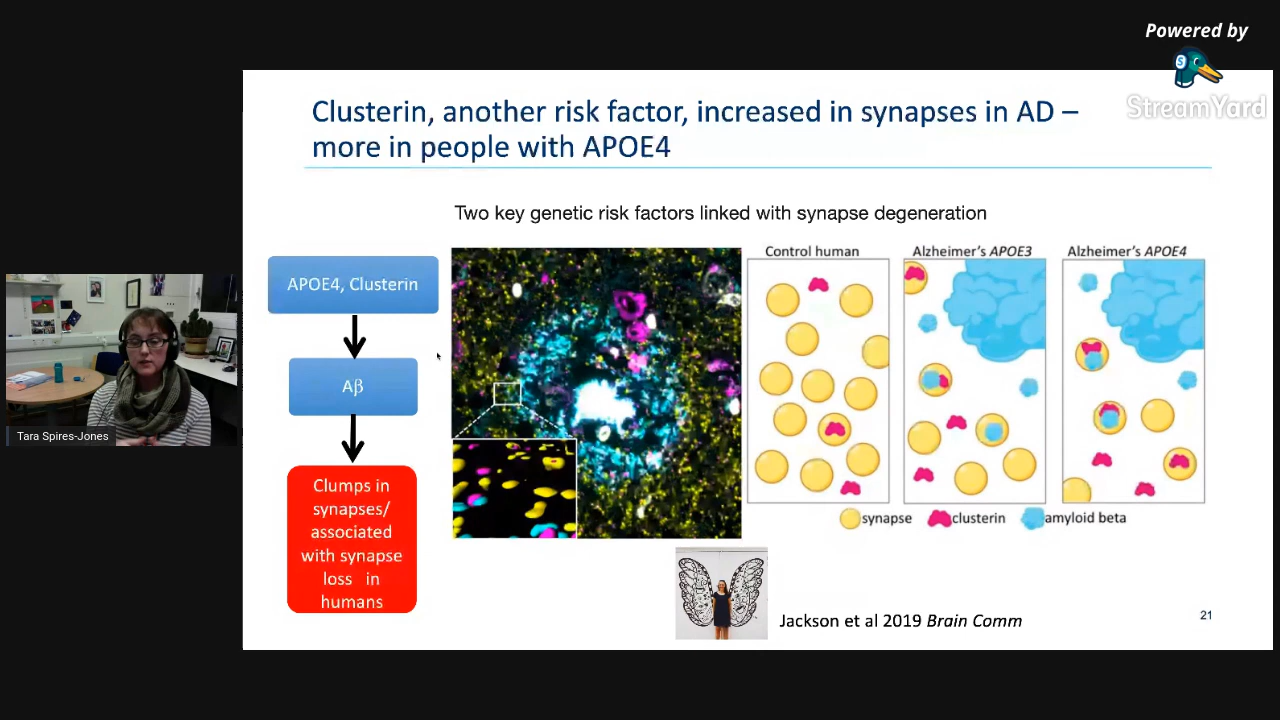 Powered by
StreamYard
Clusterin, another risk factor, increased in synapses in AD –
more in people with APOE4
Two key genetic risk factors linked with synapse degeneration
APOE4, Clusterin
Aβ
Clumps in
synapses/
associated
with synapse
loss in
humans
Control human
Alzheimer's APOE3
Alzheimer's APOE4
synapse
clusterin
amyloid beta
Jackson et al 2019 Brain Comm
21
Tara Spires-Jones